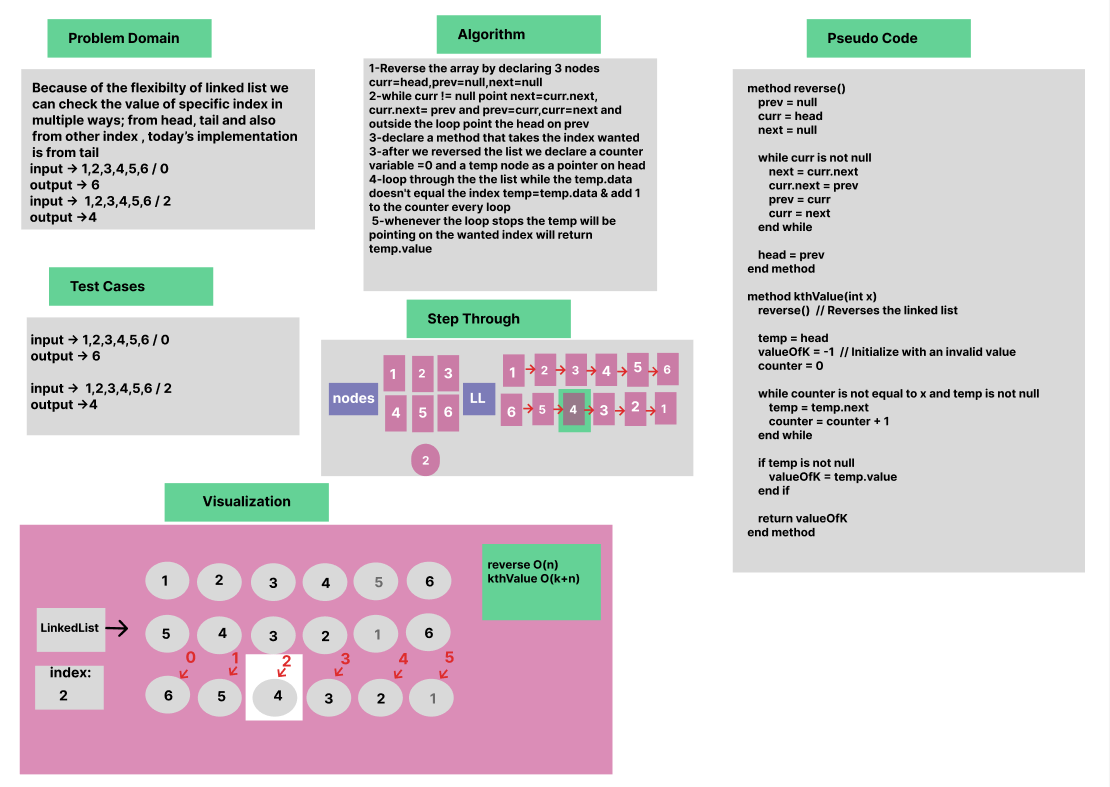 Problem Domain
Because of the flexibilty of linked list we
can check the value of specific index in
multiple ways; from head, tail and also
from other index , today's implementation
is from tail
input → 1,2,3,4,5,6 / 0
output → 6
input →  1,2,3,4,5,6 / 2
output →4
Test Cases
input → 1,2,3,4,5,6 / 0
output → 6
input →  1,2,3,4,5,6 / 2
output →4
Algorithm
1-Reverse the array by declaring 3 nodes
curr=head,prev=null,next=null
2-while curr != null point next=curr.next,
curr.next= prev and prev=curr,curr=next and
outside the loop point the head on prev
3-declare a method that takes the index wanted
3-after we reversed the list we declare a counter
variable =0 and a temp node as a pointer on head
4-loop through the the list while the temp.data
doesn't equal the index temp=temp.data & add 1
to the counter every loop
5-whenever the loop stops the temp will be
pointing on the wanted index will return
temp.value
Step Through
nodes
1 2 3
4 5 6
2
LL
1 → 2 → 3 → 4 → 5 → 6
6 → 5 → 4 → 3 → 2 → 1
Pseudo Code
method reverse()
prev = null
curr = head
next = null
while curr is not null
next = curr.next
curr.next = prev
prev = curr
curr = next
end while
head = prev
end method
method kthValue(int x)
reverse()  // Reverses the linked list
temp = head
valueOfK = -1  // Initialize with an invalid value
counter = 0
while counter is not equal to x and temp is not null
temp = temp.next
counter = counter + 1
end while
if temp is not null
valueOfK = temp.value
end if
return valueOfK
end method
Visualization
reverse O(n)
kthValue O(k+n)
1 2 3 4 5 6
LinkedList
5 4 3 2 1 6
0 1 2 3 4 5
index:
2
6 5 4 3 2 1